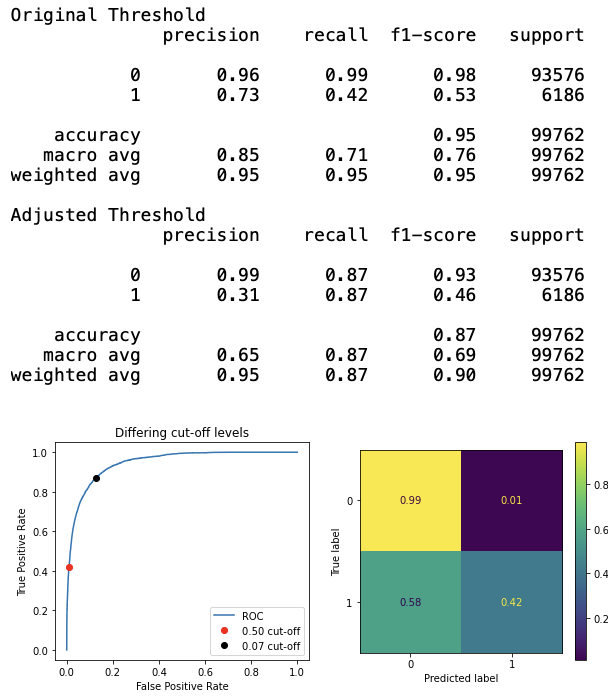 Original Threshold
precision recall f1-score support
0 0.96 0.99 0.98 93576
1 0.73 0.42 0.53 6186
accuracy 0.95 99762
macro avg 0.85 0.71 0.76 99762
weighted avg 0.95 0.95 0.95 99762
Adjusted Threshold
precision recall f1-score support
0 0.99 0.87 0.93 93576
1 0.31 0.87 0.46 6186
accuracy 0.87 99762
macro avg 0.65 0.87 0.69 99762
weighted avg 0.95 0.87 0.90 99762
Differing cut-off levels
True Positive Rate
1.0
0.8
0.6
0.4
0.2
0.0
ROC
0.50 cut-off
0.07 cut-off
0.0 0.2 0.4 0.6 0.8 1.0
False Positive Rate
True label
0
1
0.99 0.01
0.58 0.42
0 1
Predicted label
0.8
0.6
0.4
0.2